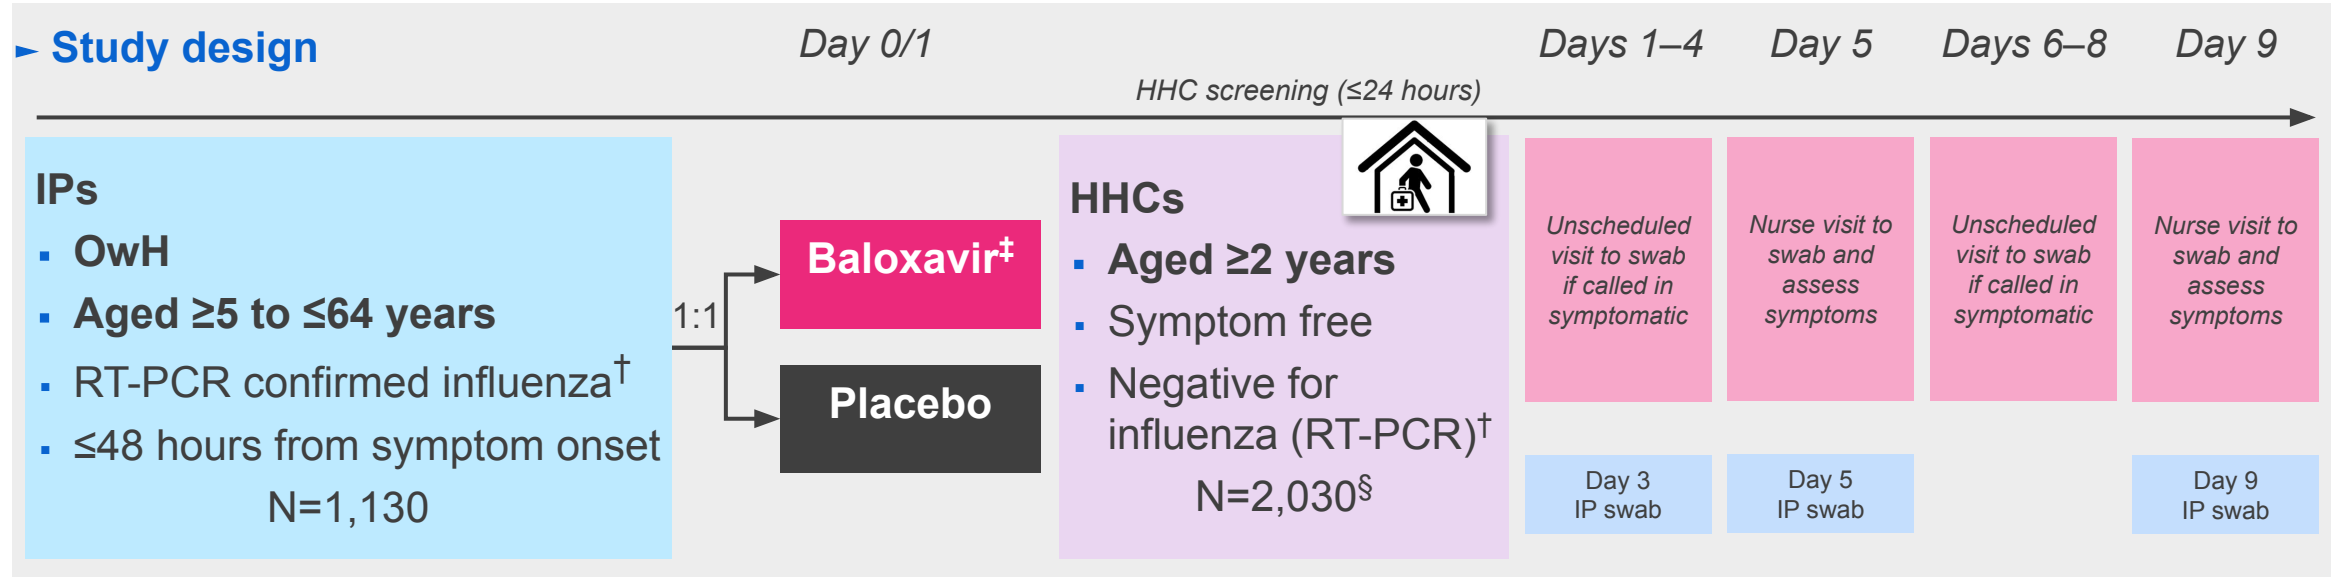 ► Study design
Day 0/1
Days 1–4
Day 5
Days 6–8
Day 9
HHC screening (≤24 hours)
IPs
▪ OwH
▪ Aged ≥5 to ≤64 years
▪ RT-PCR confirmed influenza†
▪ ≤48 hours from symptom onset
N=1,130
1:1
Baloxavir‡
Placebo
HHCs
▪ Aged ≥2 years
▪ Symptom free
▪ Negative for
influenza (RT-PCR)†
N=2,030§
Unscheduled
visit to swab
if called in
symptomatic
Nurse visit to
swab and
assess
symptoms
Unscheduled
visit to swab
if called in
symptomatic
Nurse visit to
swab and
assess
symptoms
Day 3
IP swab
Day 5
IP swab
Day 9
IP swab